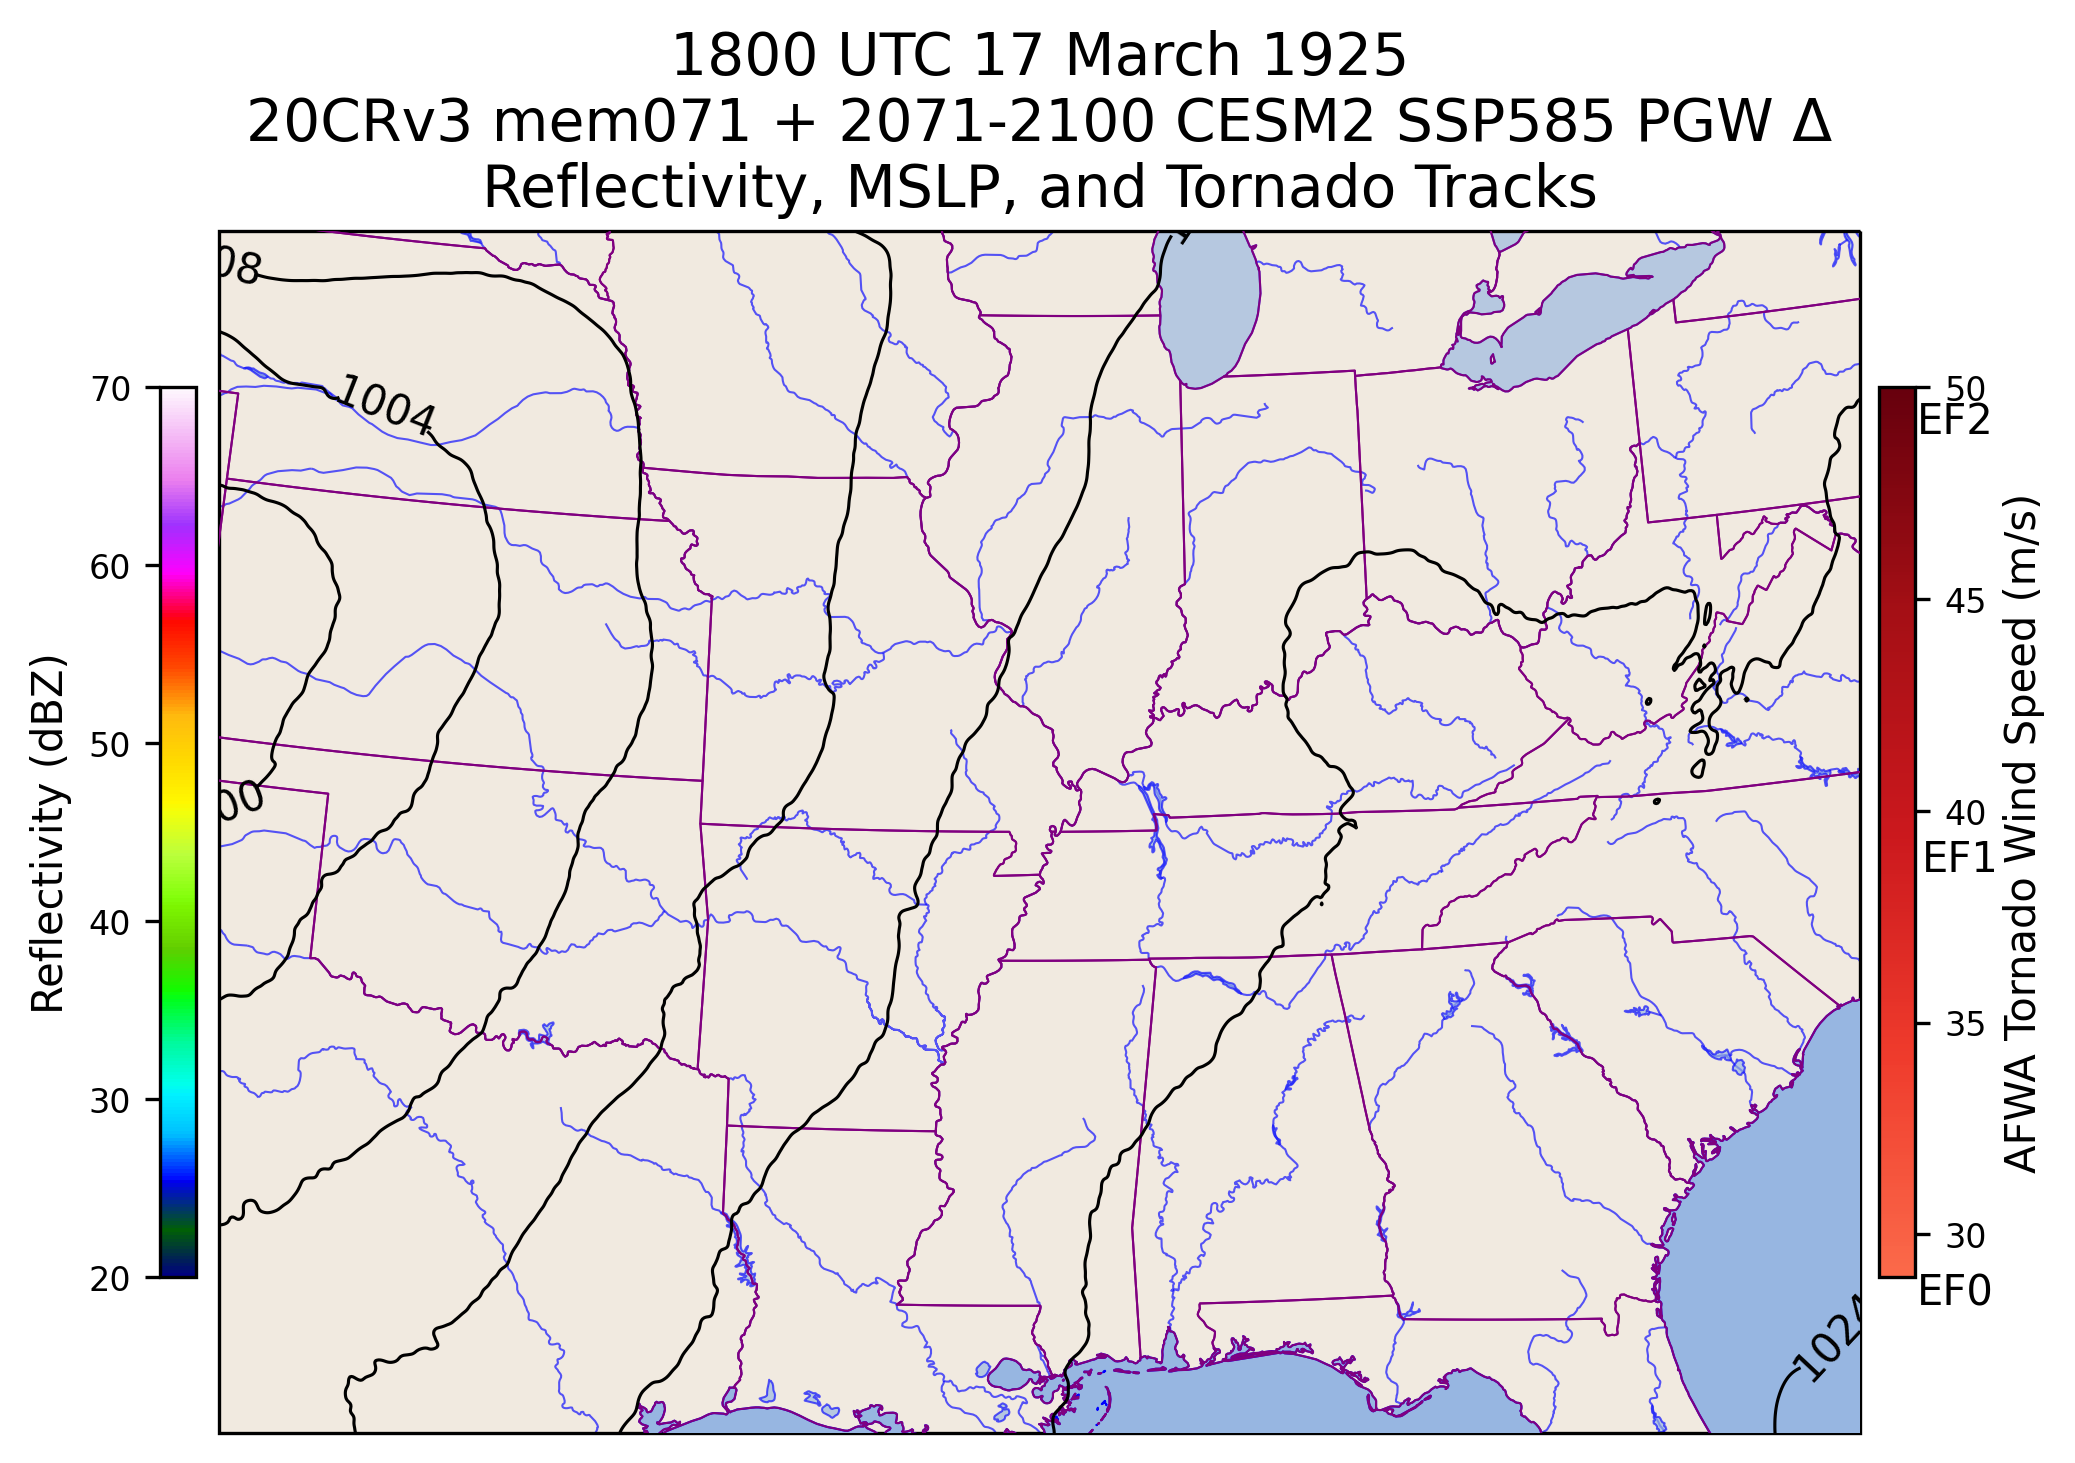 1800 UTC 17 March 1925
20CRv3 mem071 + 2071-2100 CESM2 SSP585 PGW Δ
Reflectivity, MSLP, and Tornado Tracks
08
1004
00
1024
Reflectivity (dBZ)
70
60
50
40
30
20
50
EF2
45
40
EF1
35
30
EF0
AFWA Tornado Wind Speed (m/s)